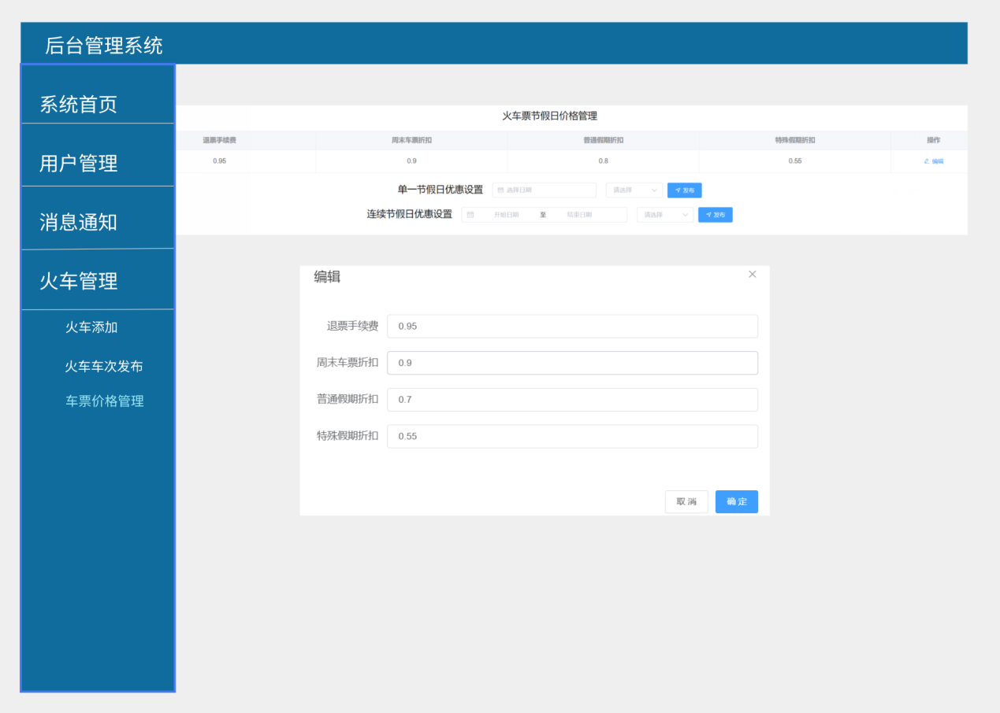 后台管理系统
系统首页
用户管理
消息通知
火车管理
火车添加
火车车次发布
车票价格管理
火车票节假日价格管理
退票手续费 周末车票折扣 普通假期折扣 特殊假期折扣 操作
0.95 0.9 0.8 0.55 编辑
单一节假日优惠设置 选择日期 请选择 发布
连续节假日优惠设置 开始日期 至 结束日期 请选择 发布
编辑
退票手续费 0.95
周末车票折扣 0.9
普通假期折扣 0.7
特殊假期折扣 0.55
取消 确定